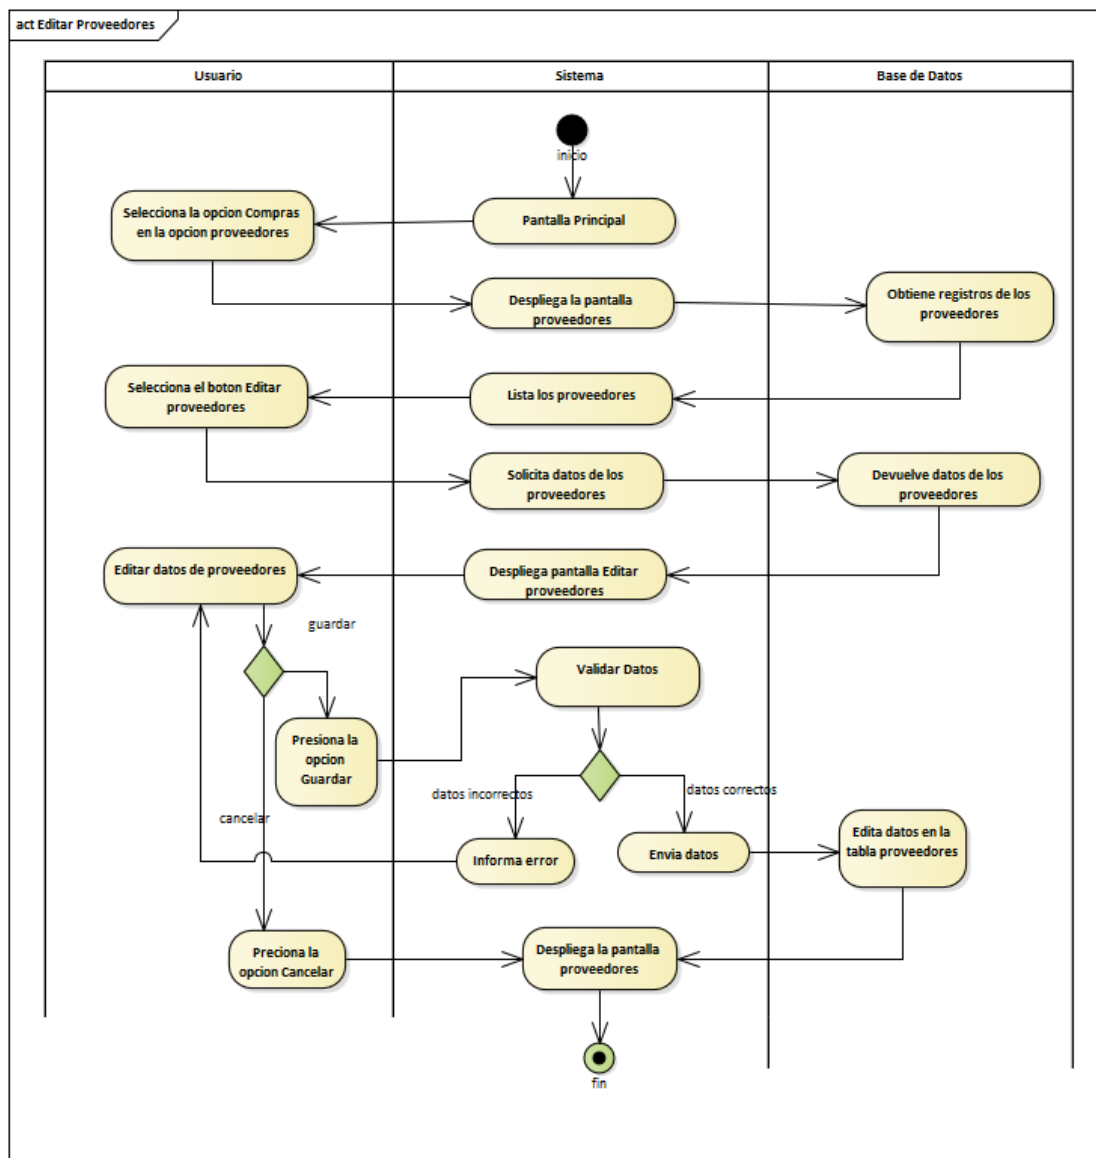 act Editar Proveedores
Usuario
Sistema
Base de Datos
inicio
Pantalla Principal
Selecciona la opcion Compras
en la opcion proveedores
Despliega la pantalla
proveedores
Obtiene registros de los
proveedores
Lista los proveedores
Selecciona el boton Editar
proveedores
Solicita datos de los
proveedores
Devuelve datos de los
proveedores
Despliega pantalla Editar
proveedores
Editar datos de proveedores
guardar
Presiona la
opcion
Guardar
Validar Datos
datos incorrectos
datos correctos
cancelar
Informa error
Envia datos
Edita datos en la
tabla proveedores
Preciona la
opcion Cancelar
Despliega la pantalla
proveedores
fin